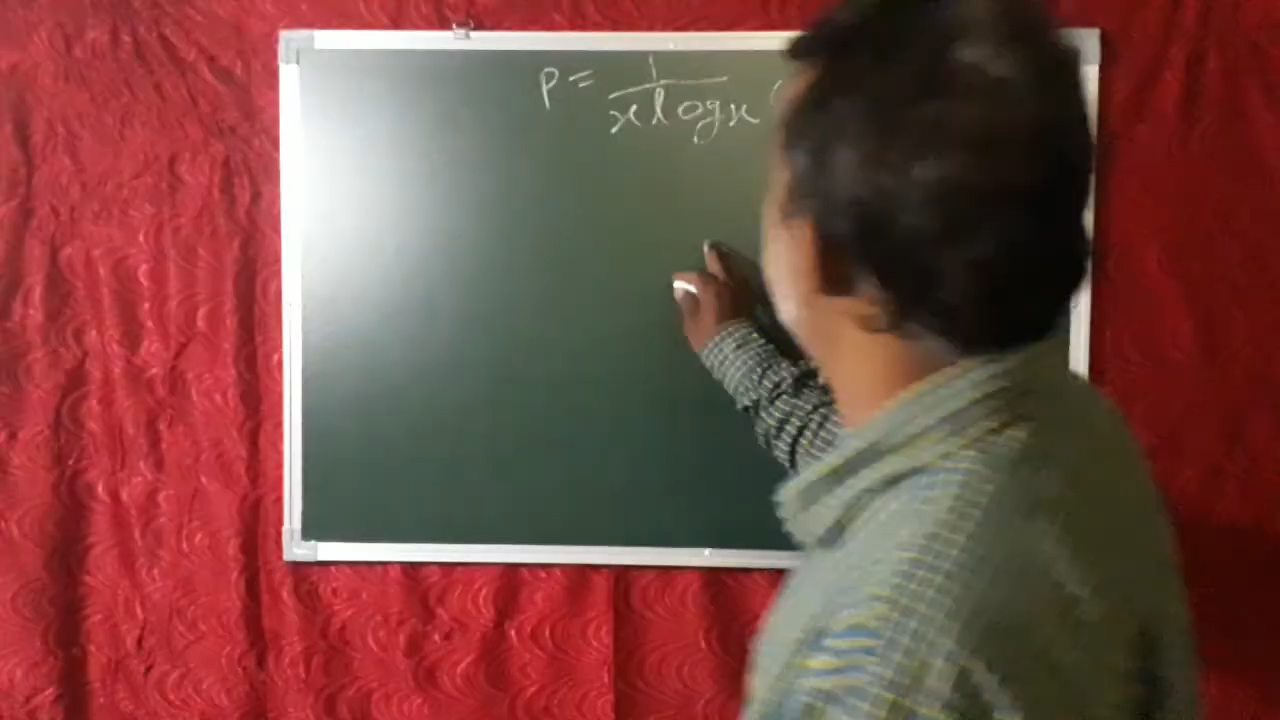 P = 1/(x log x) (